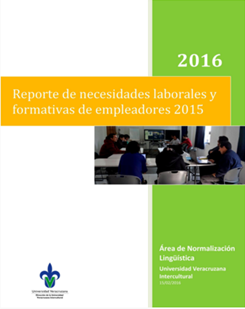 2016
Reporte de necesidades laborales y
formativas de empleadores 2015
Área de Normalización
Lingüística
Universidad Veracruzana
Intercultural
Universidad Veracruzana